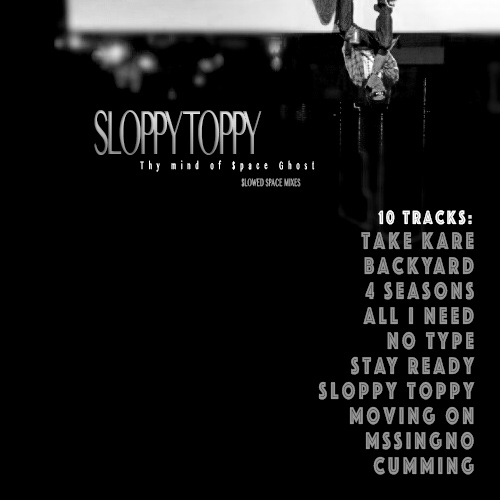 SLOPPYTOPPY
Thy mind of $pace Ghost
$LOWED $PACE MIXES
10 TRACKS:
TAKE KARE
BACKYARD
4 SEASONS
ALL I NEED
NO TYPE
STAY READY
SLOPPY TOPPY
MOVING ON
MSSINGNO
CUMMING